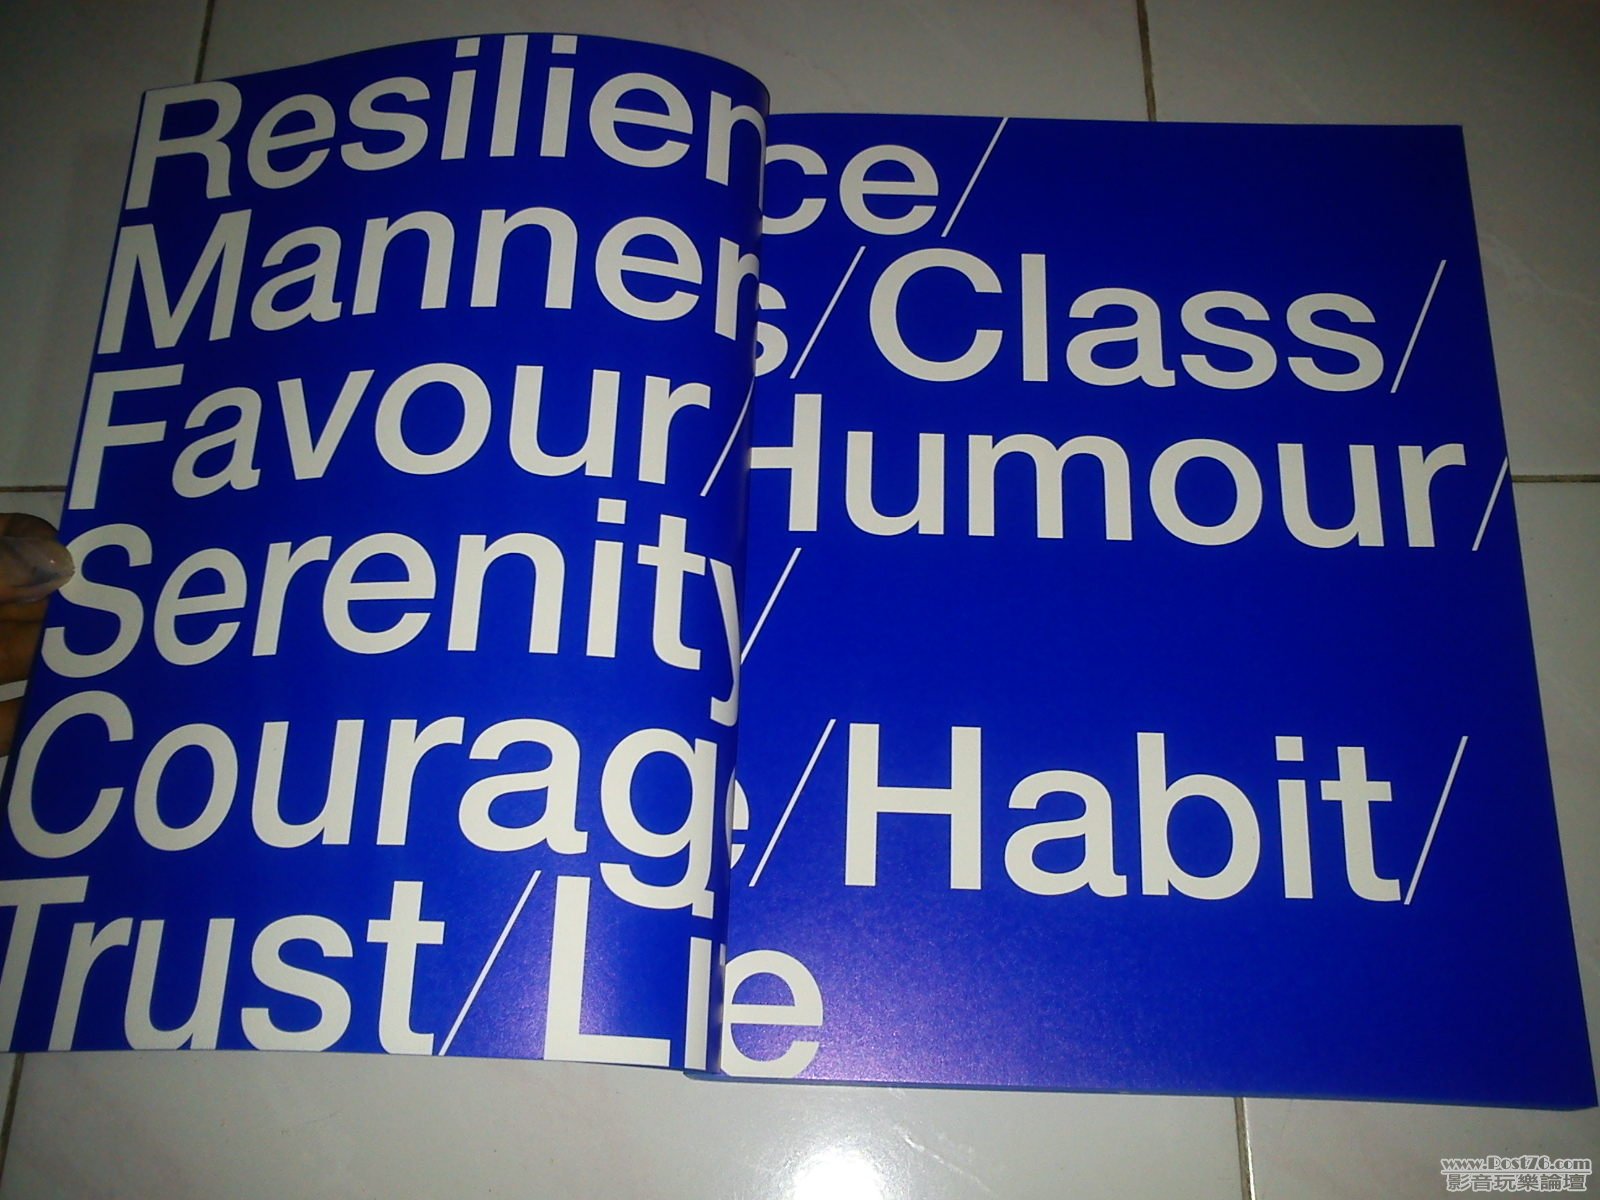 Resilience/
Manners/Class/
Favour/Humour/
Serenity/
Courage/Habit/
Trust/Lie
www.Post76.com
影音玩樂論壇